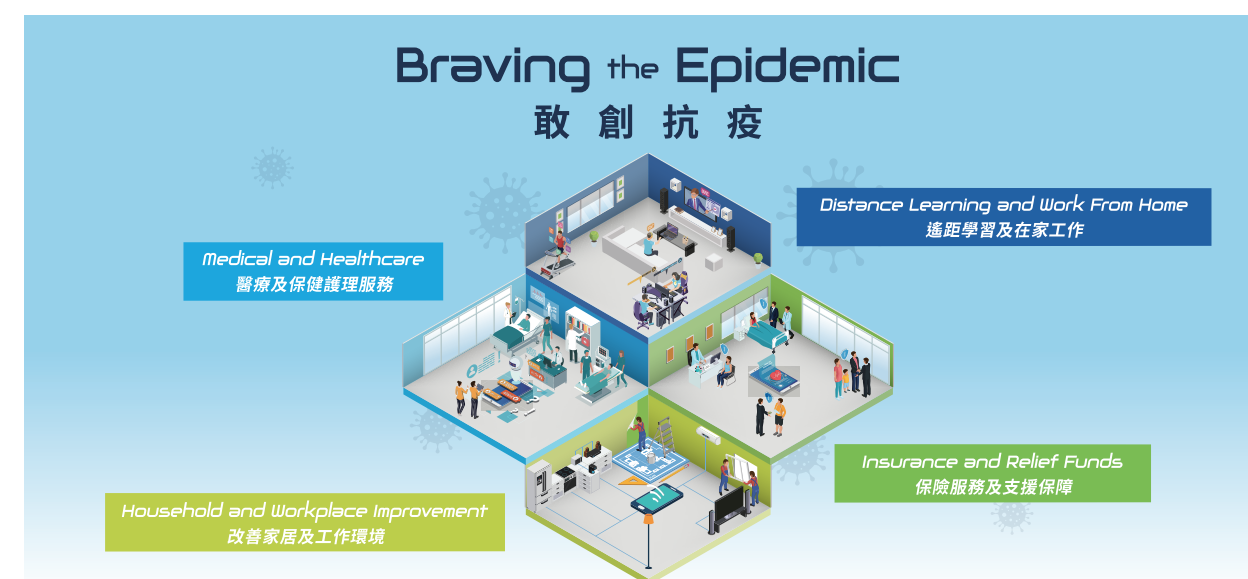 Braving the Epidemic
敢創抗疫
Distance Learning and Work From Home
遙距學習及在家工作
Medical and Healthcare
醫療及保健護理服務
Insurance and Relief Funds
保險服務及支援保障
Household and Workplace Improvement
改善家居及工作環境